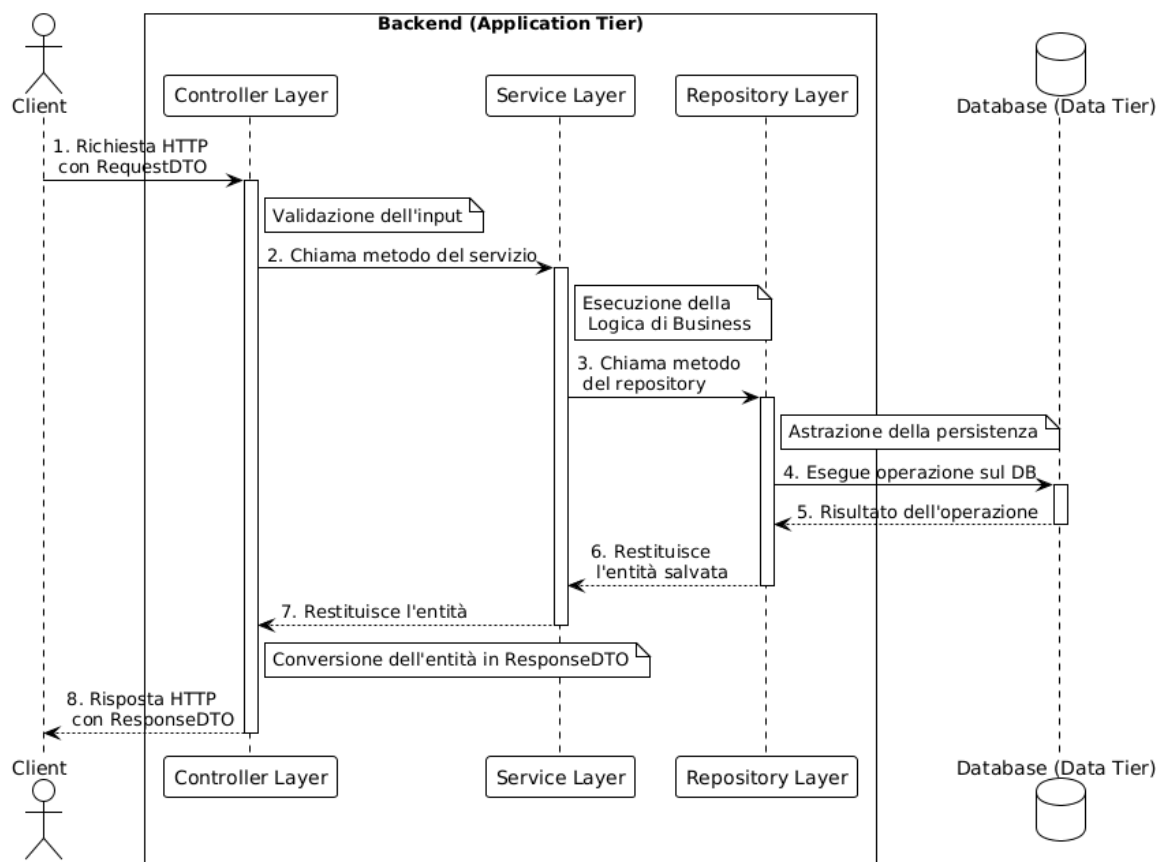 Backend (Application Tier)
Client
Controller Layer
Service Layer
Repository Layer
Database (Data Tier)
1. Richiesta HTTP
con RequestDTO
Validazione dell'input
2. Chiama metodo del servizio
Esecuzione della
Logica di Business
3. Chiama metodo
del repository
Astrazione della persistenza
4. Esegue operazione sul DB
5. Risultato dell'operazione
6. Restituisce
l'entità salvata
7. Restituisce l'entità
Conversione dell'entità in ResponseDTO
8. Risposta HTTP
con ResponseDTO
Client
Controller Layer
Service Layer
Repository Layer
Database (Data Tier)